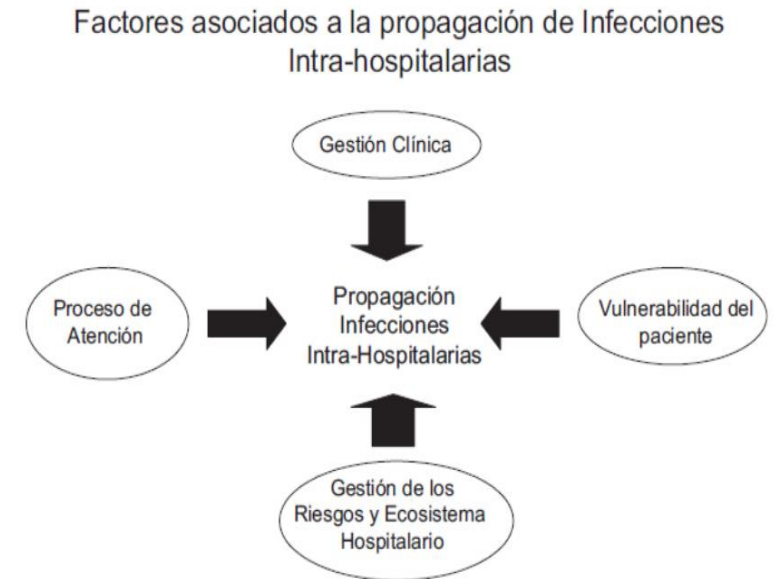 Factores asociados a la propagación de Infecciones
Intra-hospitalarias
Gestión Clínica
Proceso de
Atención
Propagación
Infecciones
Intra-Hospitalarias
Vulnerabilidad del
paciente
Gestión de los
Riesgos y Ecosistema
Hospitalario